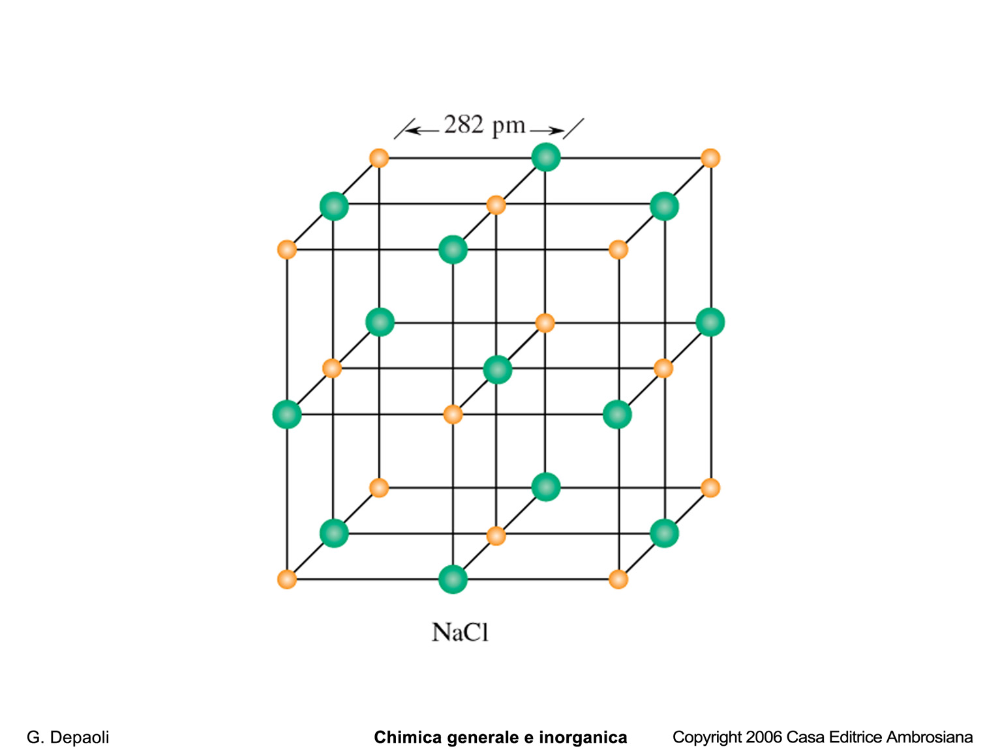 282 pm
NaCl
G. Depaoli
Chimica generale e inorganica
Copyright 2006 Casa Editrice Ambrosiana